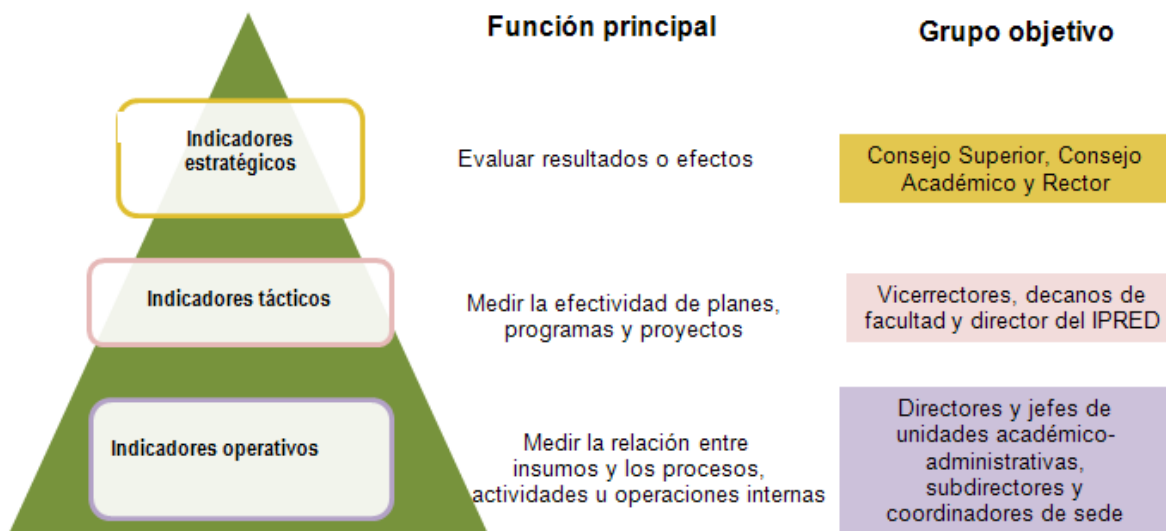 Función principal
Grupo objetivo
Indicadores
estratégicos
Evaluar resultados o efectos
Consejo Superior, Consejo
Académico y Rector
Indicadores tácticos
Medir la efectividad de planes,
programas y proyectos
Vicerrectores, decanos de
facultad y director del IPRED
Indicadores operativos
Medir la relación entre
insumos y los procesos,
actividades u operaciones internas
Directores y jefes de
unidades académico-
administrativas,
subdirectores y
coordinadores de sede